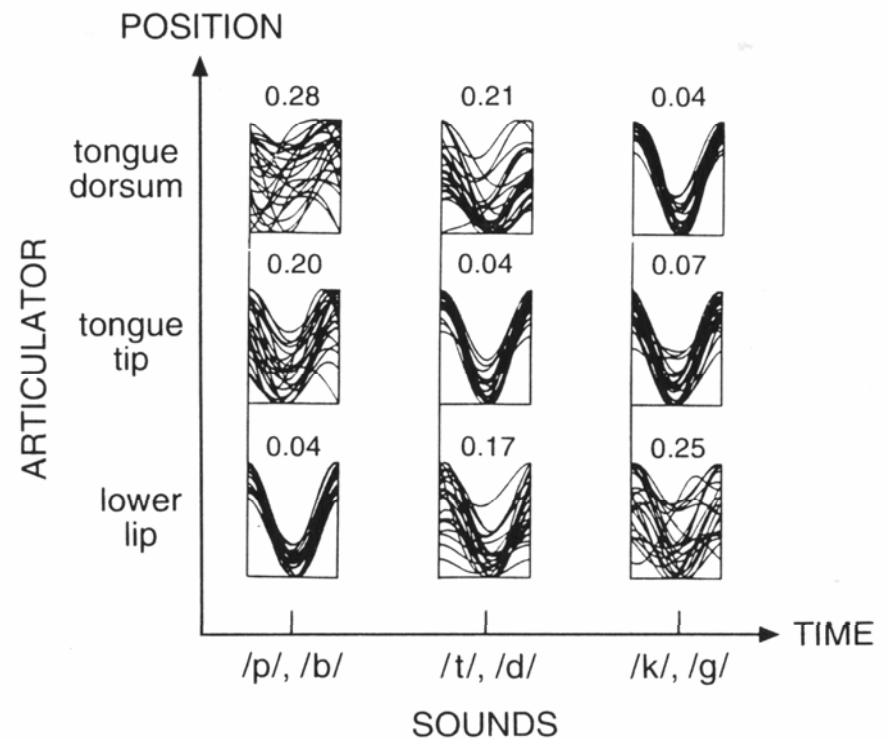 POSITION
0.28 0.21 0.04
tongue
dorsum
0.20 0.04 0.07
tongue
tip
0.04 0.17 0.25
lower
lip
ARTICULATOR
TIME
/p/, /b/ /t/, /d/ /k/, /g/
SOUNDS